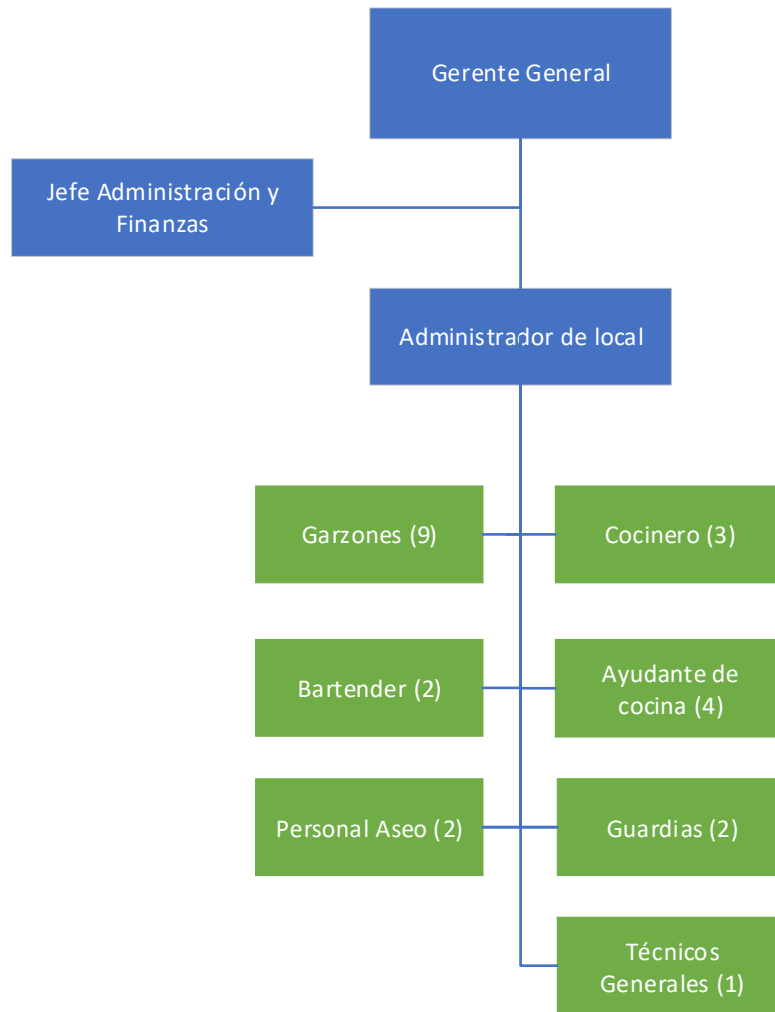 Gerente General
Jefe Administración y
Finanzas
Administrador de local
Garzones (9)
Cocinero (3)
Bartender (2)
Ayudante de
cocina (4)
Personal Aseo (2)
Guardias (2)
Técnicos
Generales (1)